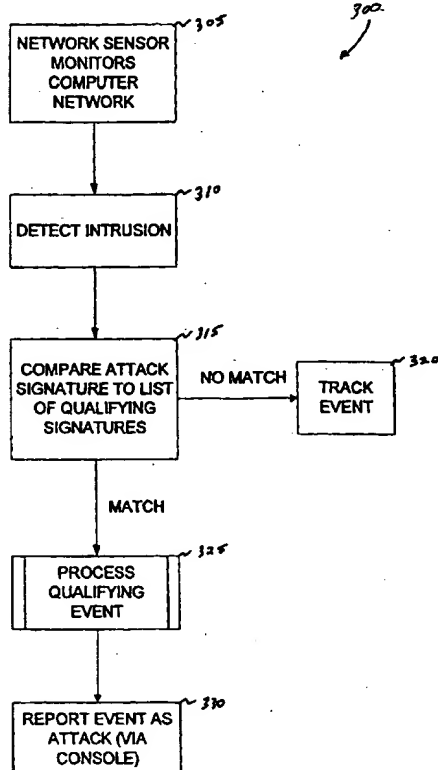 300
305
NETWORK SENSOR
MONITORS
COMPUTER
NETWORK
310
DETECT INTRUSION
315
COMPARE ATTACK
SIGNATURE TO LIST
OF QUALIFYING
SIGNATURES
NO MATCH
320
TRACK
EVENT
MATCH
325
PROCESS
QUALIFYING
EVENT
330
REPORT EVENT AS
ATTACK (VIA
CONSOLE)